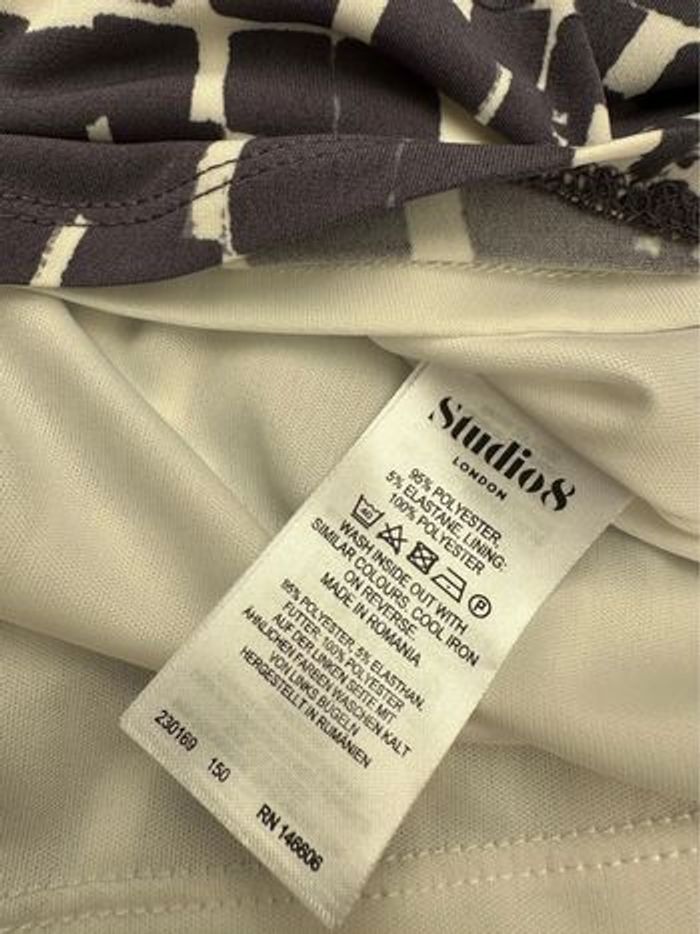 Studio8
LONDON
95% POLYESTER,
5% ELASTANE, LINING:
100% POLYESTER
40 P
WASH INSIDE OUT WITH
SIMILAR COLOURS. COOL IRON
ON REVERSE.
MADE IN ROMANIA
95% POLYESTER, 5% ELASTHAN.
FUTTER: 100% POLYESTER
AUF DER LINKEN SEITE MIT
ÄHNLICHEN FARBEN WASCHEN KALT
VON LINKS BÜGELN
HERGESTELLT IN RUMÄNIEN
230169 150
RN 146606